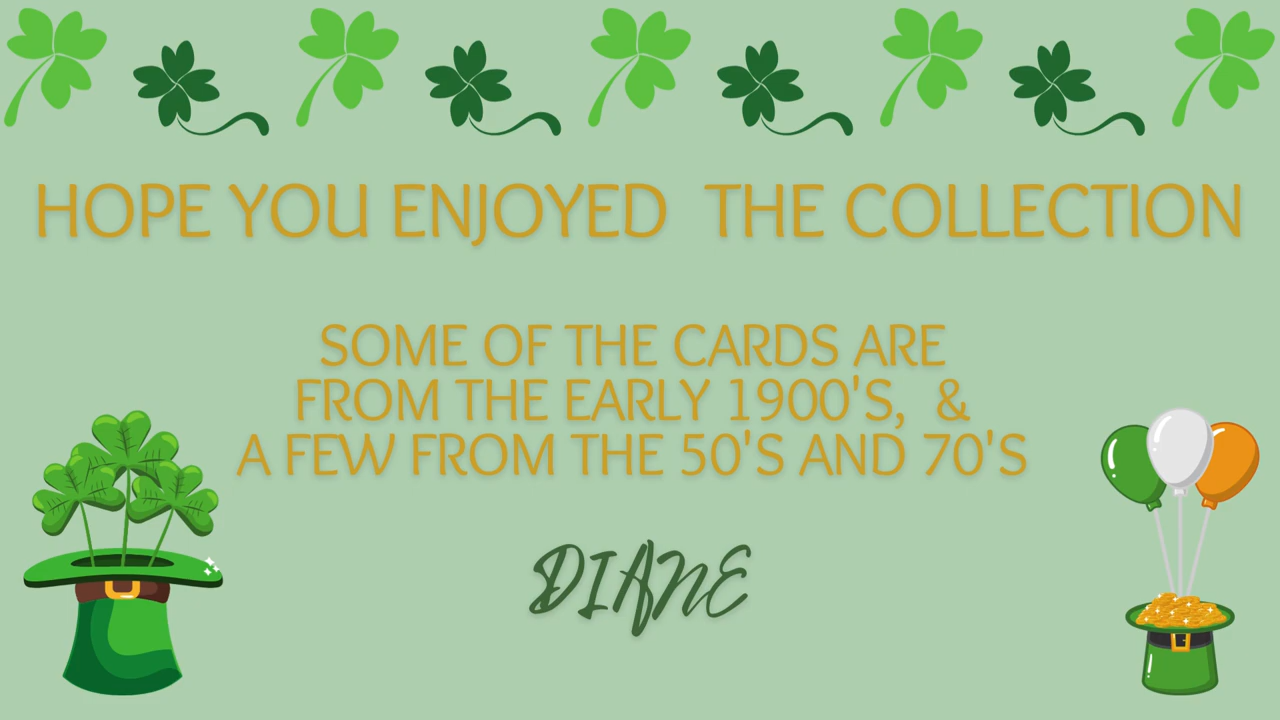 HOPE YOU ENJOYED  THE COLLECTION
SOME OF THE CARDS ARE
FROM THE EARLY 1900'S,  &
A FEW FROM THE 50'S AND 70'S
DIANE